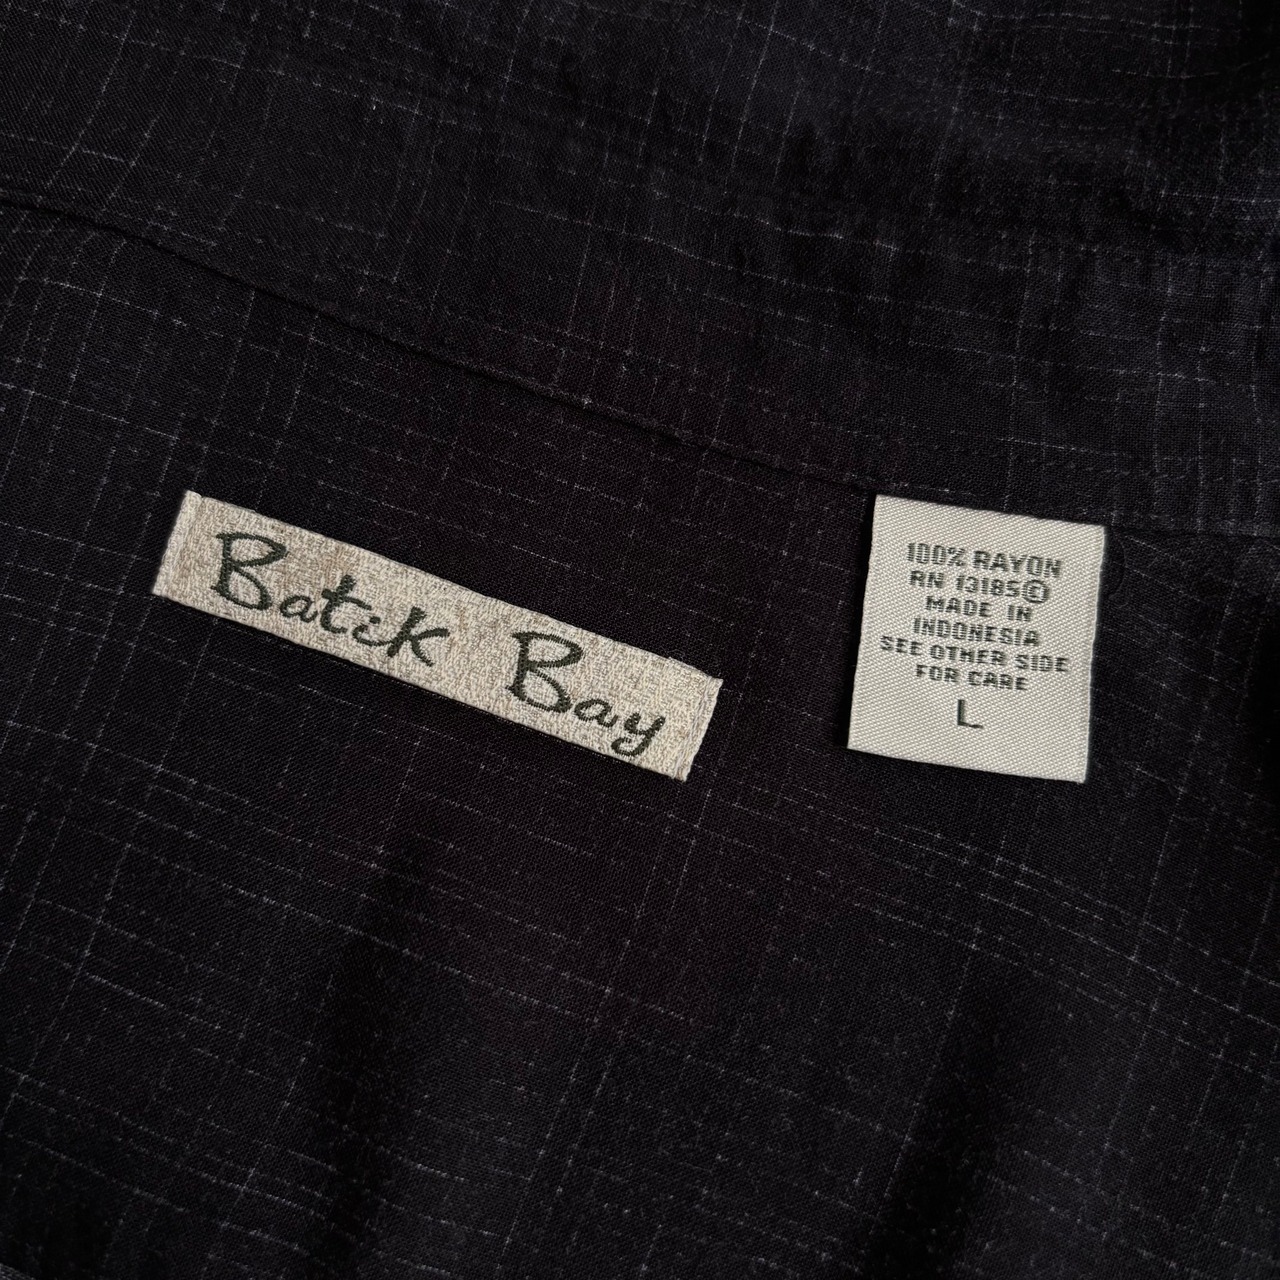 Batik Bay
100% RAYON
RN 13185©
MADE IN
INDONESIA
SEE OTHER SIDE
FOR CARE
L